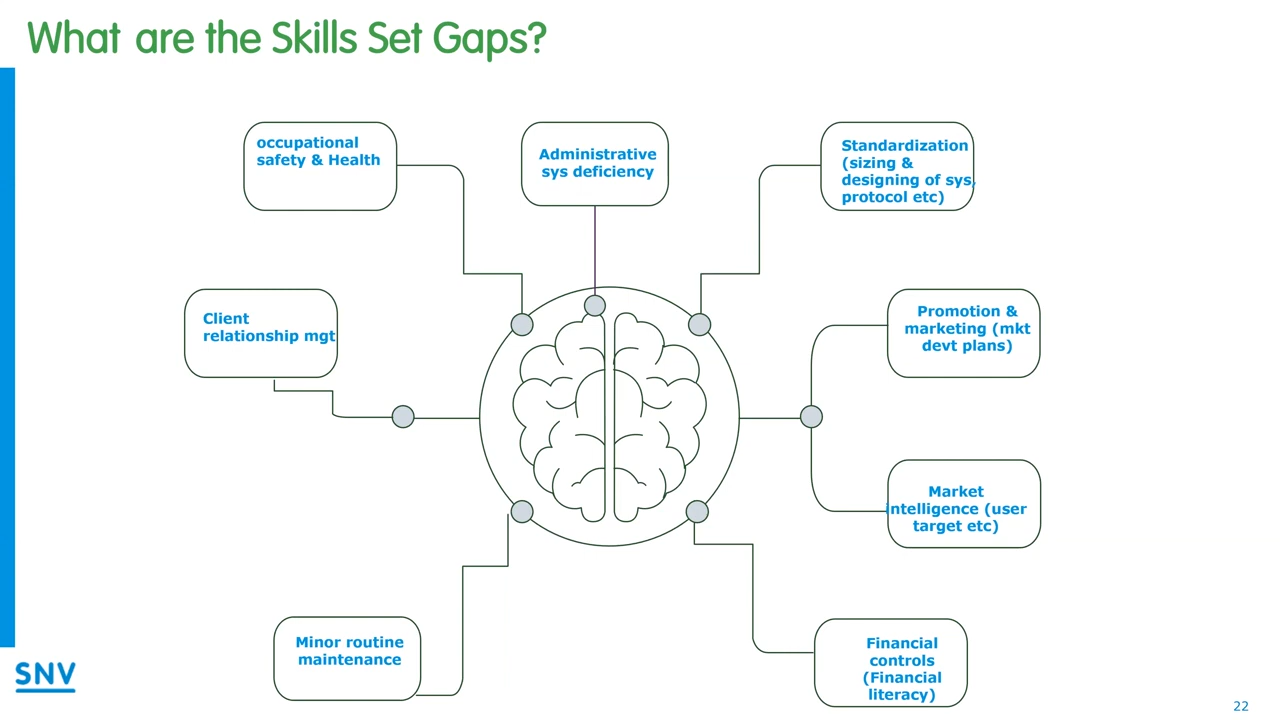 What are the Skills Set Gaps?
occupational
safety & Health
Administrative
sys deficiency
Standardization
(sizing &
designing of sys,
protocol etc)
Client
relationship mgt
Promotion &
marketing (mkt
devt plans)
Market
intelligence (user
target etc)
Minor routine
maintenance
Financial
controls
(Financial
literacy)
SNV
22